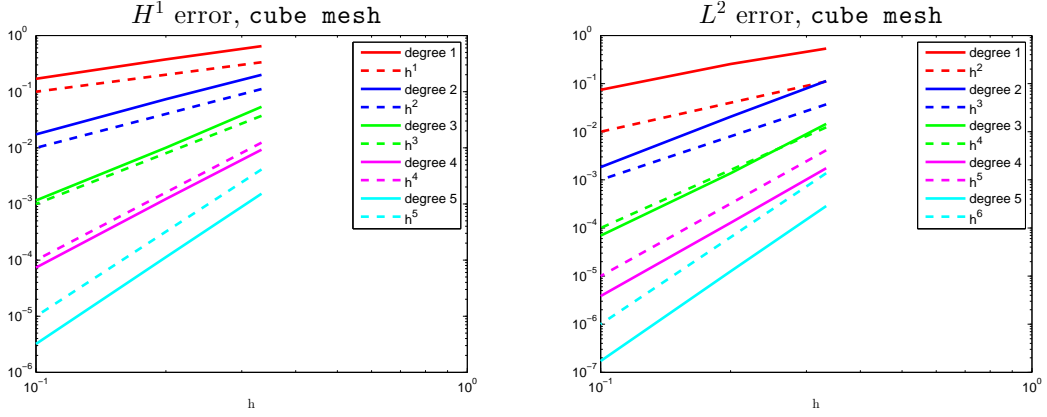 H¹ error, cube mesh
10⁰
10⁻¹
10⁻²
10⁻³
10⁻⁴
10⁻⁵
10⁻⁶
10⁻¹
10⁰
h
degree 1
h¹
degree 2
h²
degree 3
h³
degree 4
h⁴
degree 5
h⁵
L² error, cube mesh
10⁰
10⁻¹
10⁻²
10⁻³
10⁻⁴
10⁻⁵
10⁻⁶
10⁻⁷
10⁻¹
10⁰
h
degree 1
h²
degree 2
h³
degree 3
h⁴
degree 4
h⁵
degree 5
h⁶